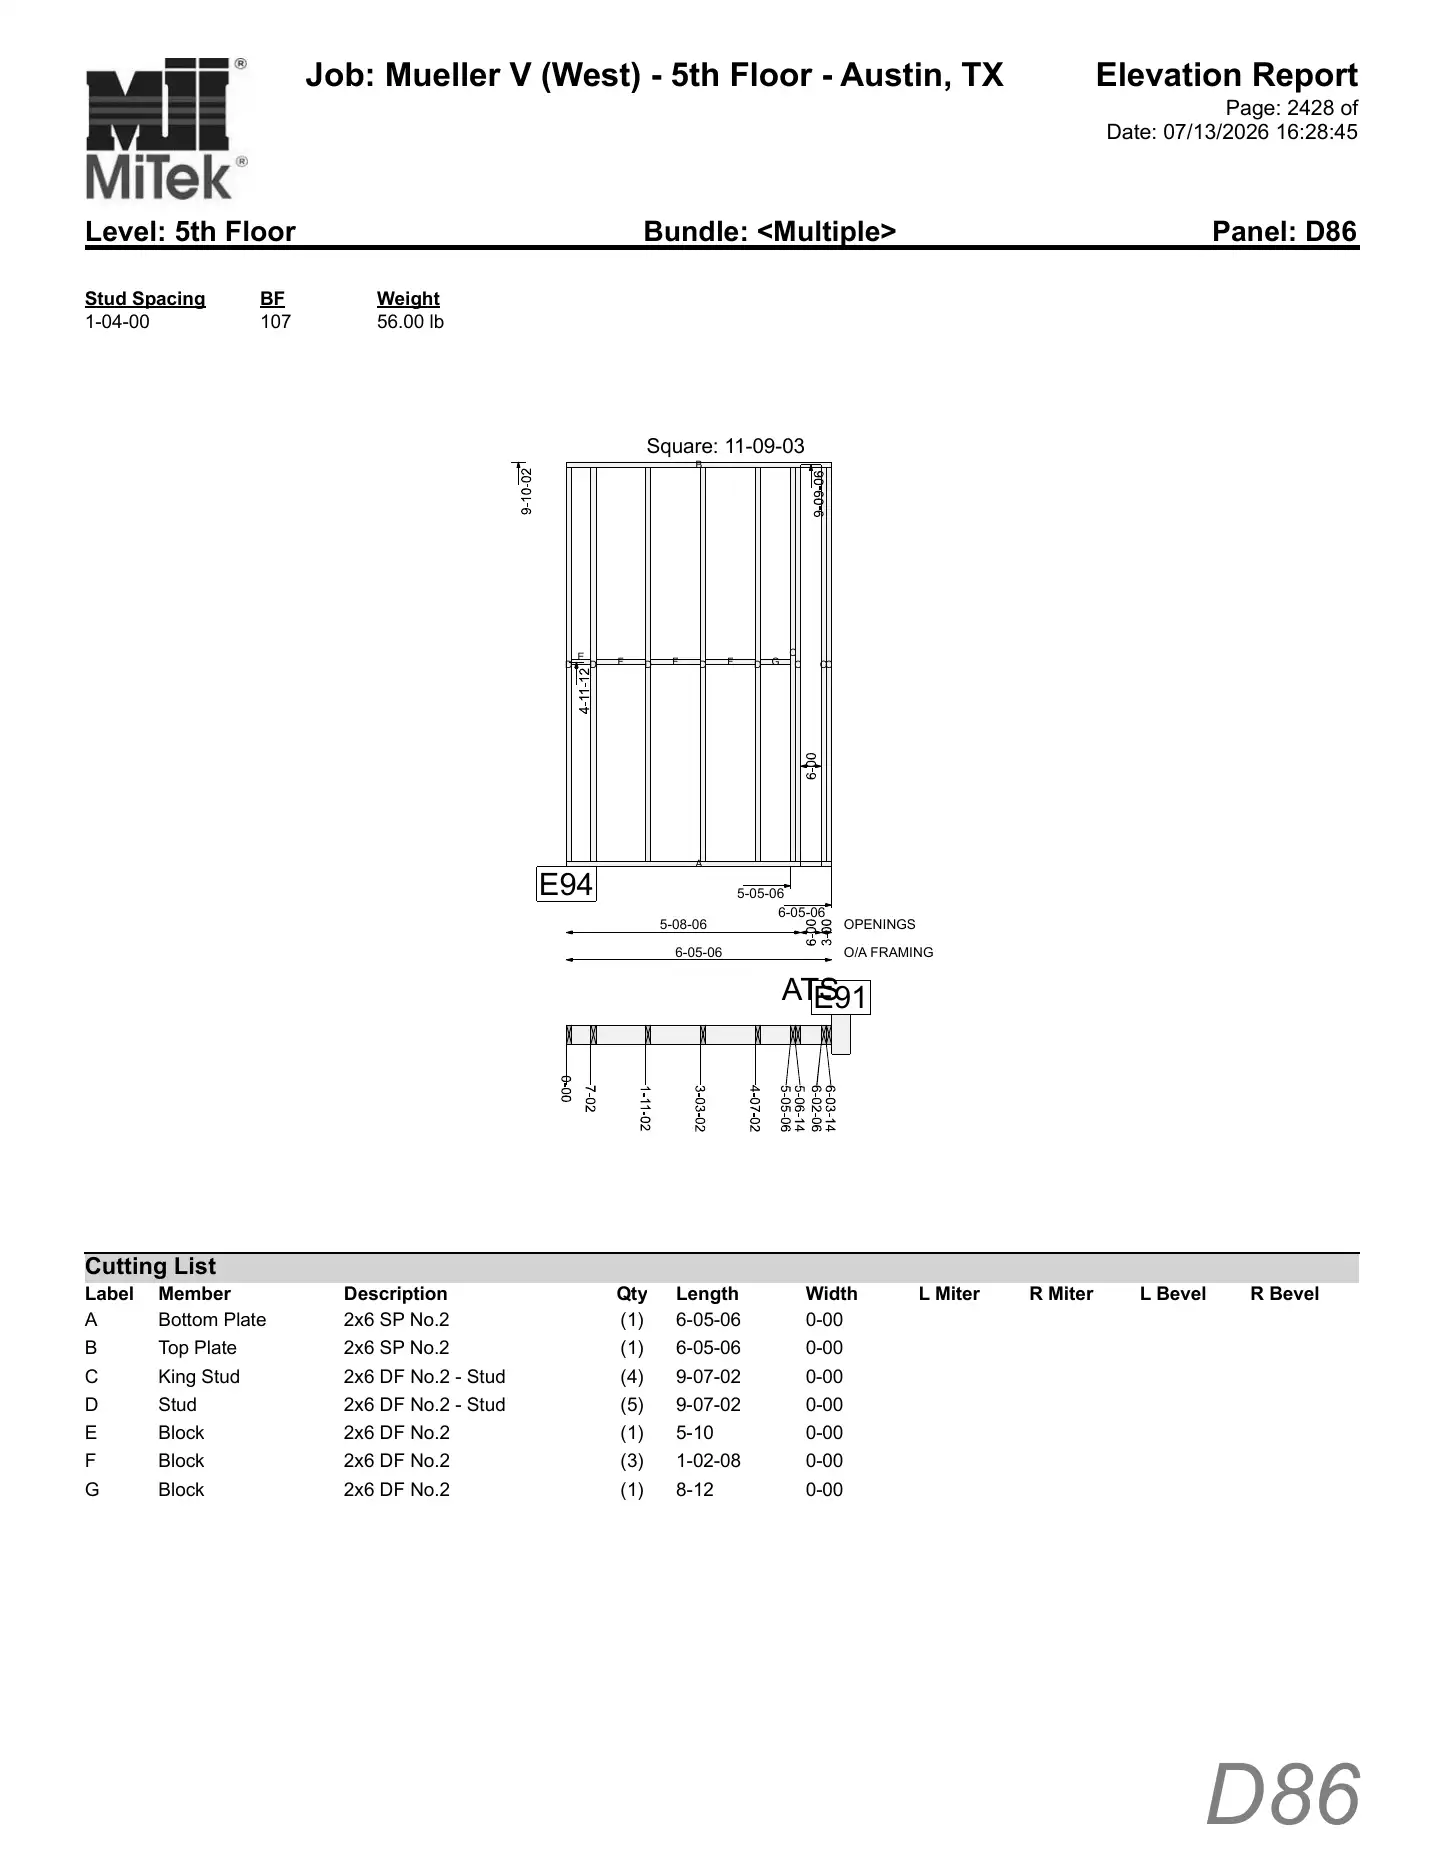 MiTek®
Job: Mueller V (West) - 5th Floor - Austin, TX
Elevation Report
Page: 2428 of
Date: 07/13/2026 16:28:45
Level: 5th Floor Bundle: <Multiple> Panel: D86
Stud Spacing BF Weight
1-04-00 107 56.00 lb
Square: 11-09-03
B
9-10-02
9-09-06
E F F F G C
D D D D D C C C
4-11-12
6-00
A
E94
5-05-06
6-05-06
5-08-06 6-00 3-00 OPENINGS
6-05-06 O/A FRAMING
ATS
E91
0-00 7-02 1-11-02 3-03-02 4-07-02 5-05-06 5-06-14 6-02-06 6-03-14
Cutting List
Label Member Description Qty Length Width L Miter R Miter L Bevel R Bevel
A Bottom Plate 2x6 SP No.2 (1) 6-05-06 0-00
B Top Plate 2x6 SP No.2 (1) 6-05-06 0-00
C King Stud 2x6 DF No.2 - Stud (4) 9-07-02 0-00
D Stud 2x6 DF No.2 - Stud (5) 9-07-02 0-00
E Block 2x6 DF No.2 (1) 5-10 0-00
F Block 2x6 DF No.2 (3) 1-02-08 0-00
G Block 2x6 DF No.2 (1) 8-12 0-00
D86